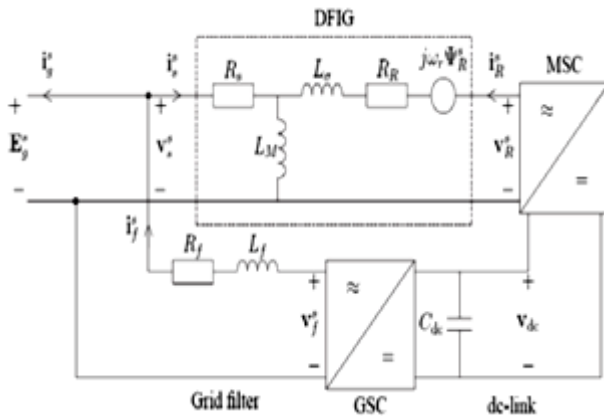 DFIG
i_g^s i_s^s R_s L_σ R_R jω_r Ψ_R^s i_R^s MSC
+ + + ≈
E_g^s v_s^s L_M v_R^s
− − − =
i_f^s R_f L_f
+ ≈ +
v_f^s C_dc v_dc
− = −
Grid filter GSC dc-link